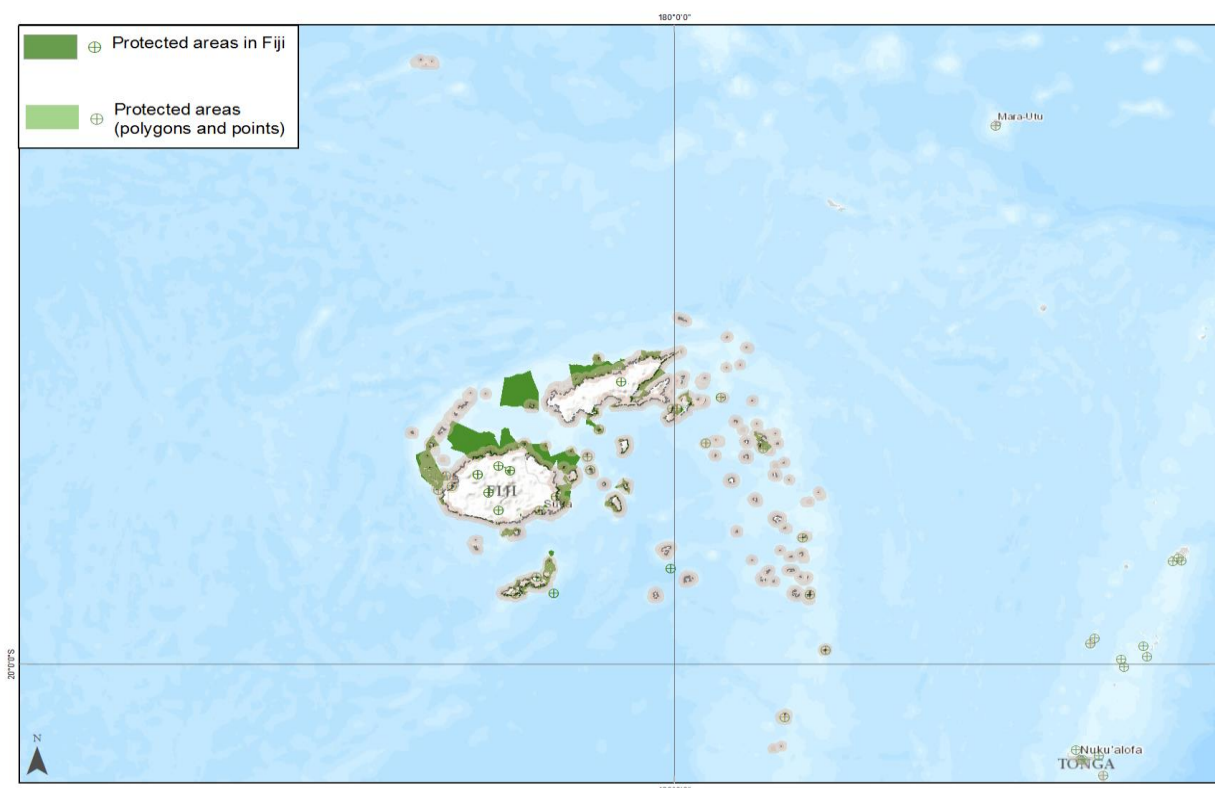 180°0'0"
Protected areas in Fiji
Protected areas
(polygons and points)
Mara-Utu
FIJI
Suva
20°0'0"S
N
Nuku'alofa
TONGA